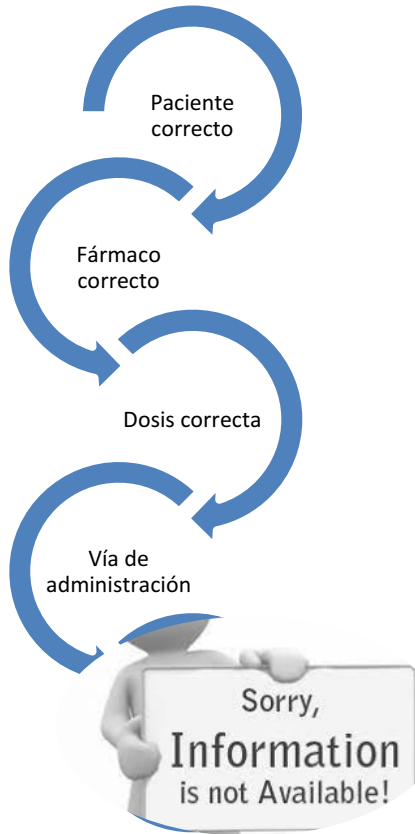 Paciente
correcto
Fármaco
correcto
Dosis correcta
Vía de
administración
Sorry,
Information
is not Available!